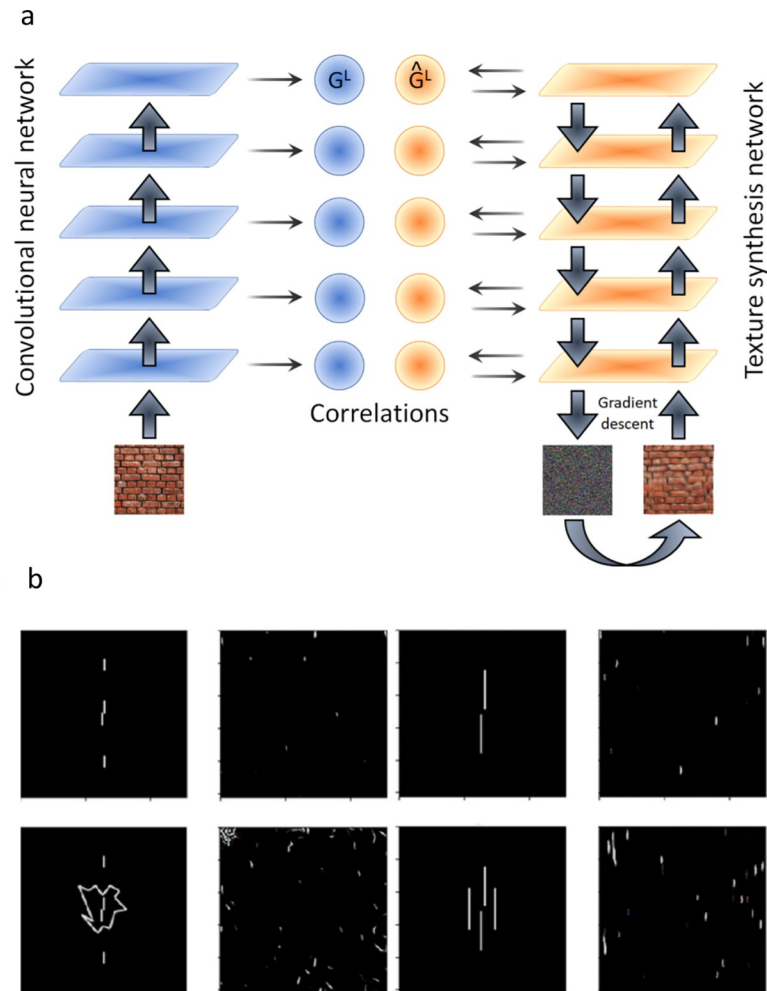 a
Convolutional neural network
G^L
Ĝ^L
Texture synthesis network
Correlations
Gradient
descent
b